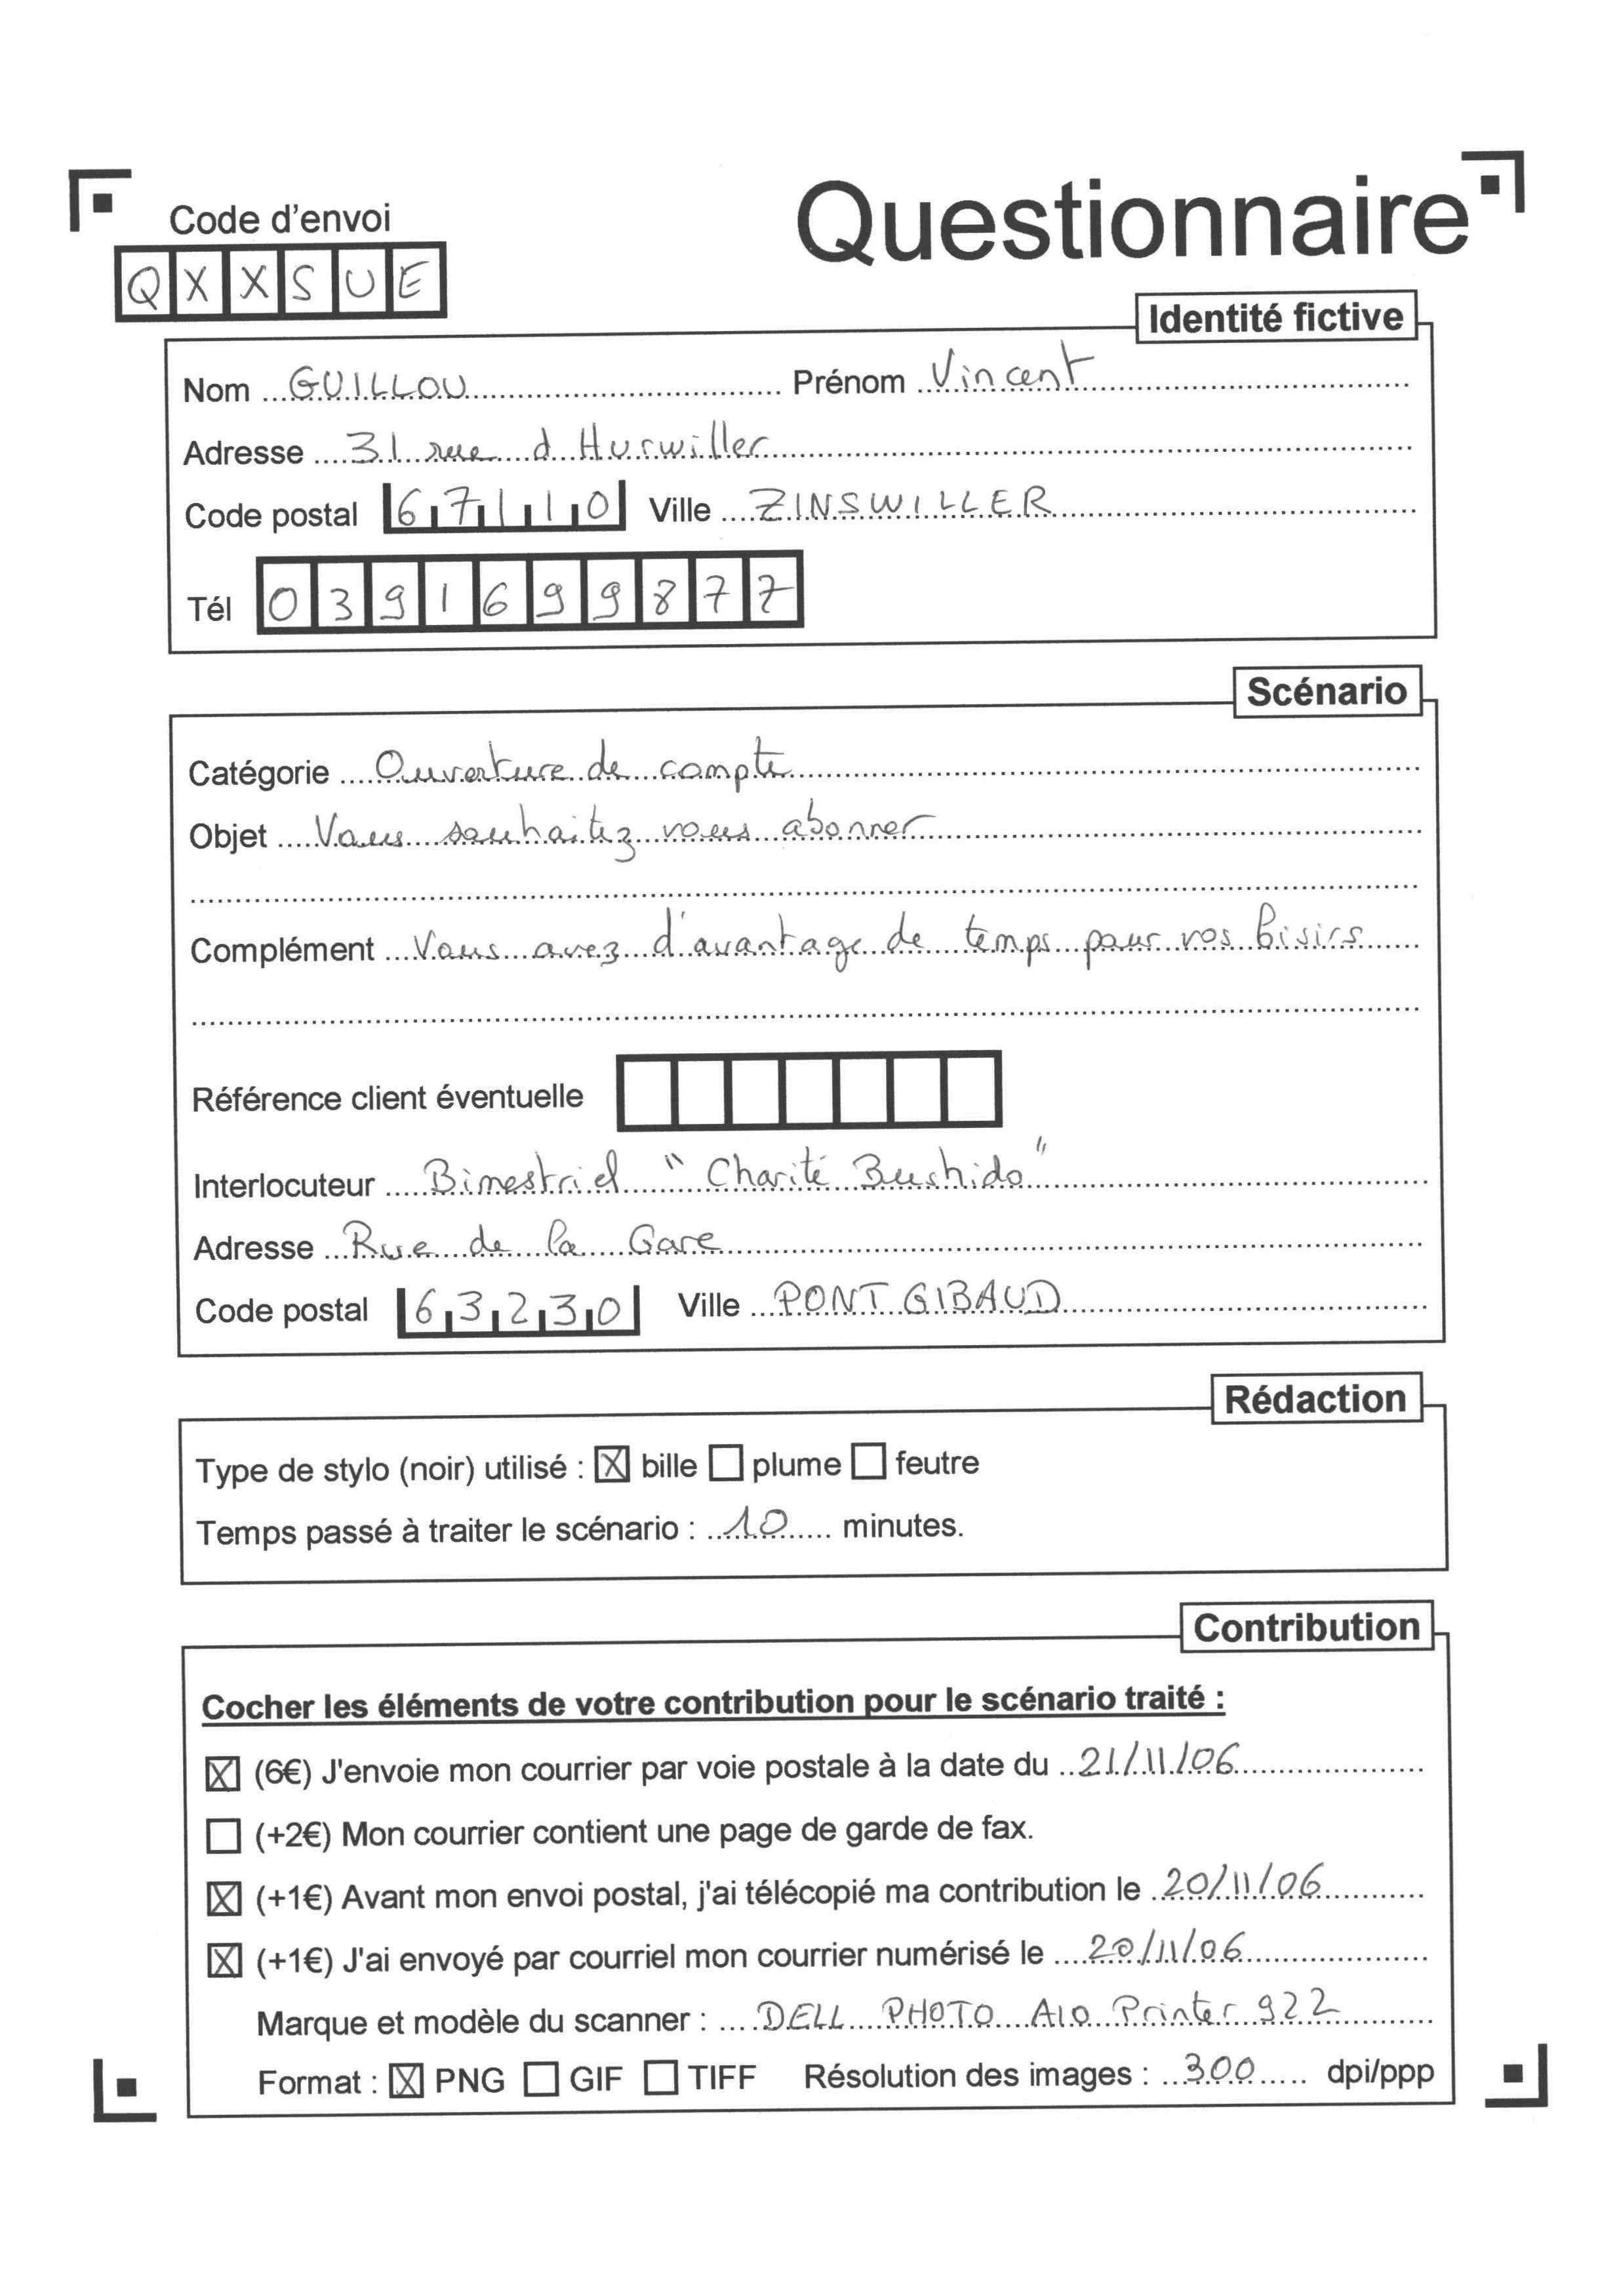 Code d'envoi
Questionnaire
QXXSUE
Identité fictive
Nom GUILLOU Prénom Vincent
Adresse 31 rue d Hurwiller
Code postal 67110 Ville ZINSWILLER
Tél 0391699877
Scénario
Catégorie Ouverture de compte
Objet Vous souhaitez vous abonner
Complément Vous avez d'avantage de temps pour vos loisirs
Référence client éventuelle
Interlocuteur Bimestriel "Charité Bushido"
Adresse Rue de la Gare
Code postal 63230 Ville PONTGIBAUD
Rédaction
Type de stylo (noir) utilisé : ☒ bille ☐ plume ☐ feutre
Temps passé à traiter le scénario : 10 minutes.
Contribution
Cocher les éléments de votre contribution pour le scénario traité :
☒ (6€) J'envoie mon courrier par voie postale à la date du 21/11/06
☐ (+2€) Mon courrier contient une page de garde de fax.
☒ (+1€) Avant mon envoi postal, j'ai télécopié ma contribution le 20/11/06
☒ (+1€) J'ai envoyé par courriel mon courrier numérisé le 20/11/06
Marque et modèle du scanner : DELL PHOTO AIO Printer 922
Format : ☒ PNG ☐ GIF ☐ TIFF Résolution des images : 300 dpi/ppp